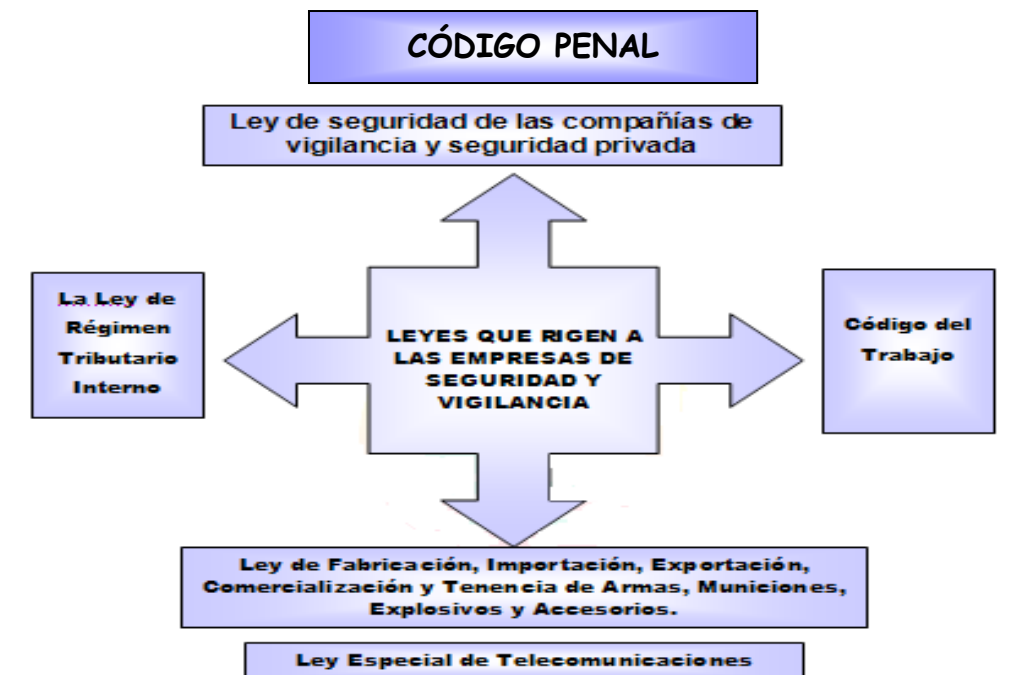 CÓDIGO PENAL
Ley de seguridad de las compañías de
vigilancia y seguridad privada
La Ley de
Régimen
Tributario
Interno
LEYES QUE RIGEN A
LAS EMPRESAS DE
SEGURIDAD Y
VIGILANCIA
Código del
Trabajo
Ley de Fabricación, Importación, Exportación,
Comercialización y Tenencia de Armas, Municiones,
Explosivos y Accesorios.
Ley Especial de Telecomunicaciones